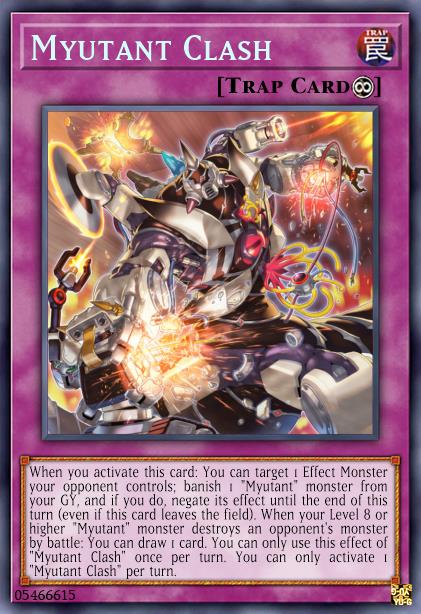 MYUTANT CLASH
TRAP
罠
[TRAP CARD]
When you activate this card: You can target 1 Effect Monster
your opponent controls; banish 1 "Myutant" monster from
your GY, and if you do, negate its effect until the end of this
turn (even if this card leaves the field). When your Level 8 or
higher "Myutant" monster destroys an opponent's monster
by battle: You can draw 1 card. You can only use this effect of
"Myutant Clash" once per turn. You can only activate 1
"Myutant Clash" per turn.
05466615